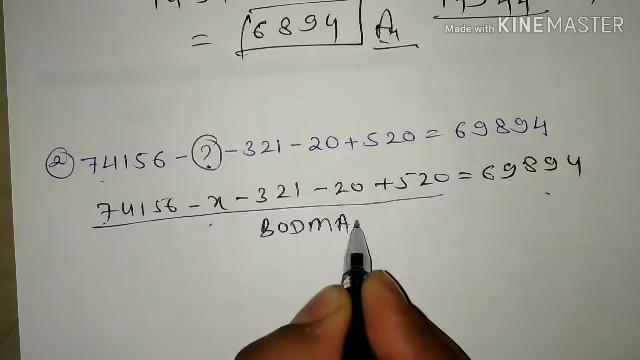 Made with KINEMASTER
= 6894 A
② 74156 - ? - 321 - 20 + 520 = 69894
74156 - x - 321 - 20 + 520 = 69894
BODMA